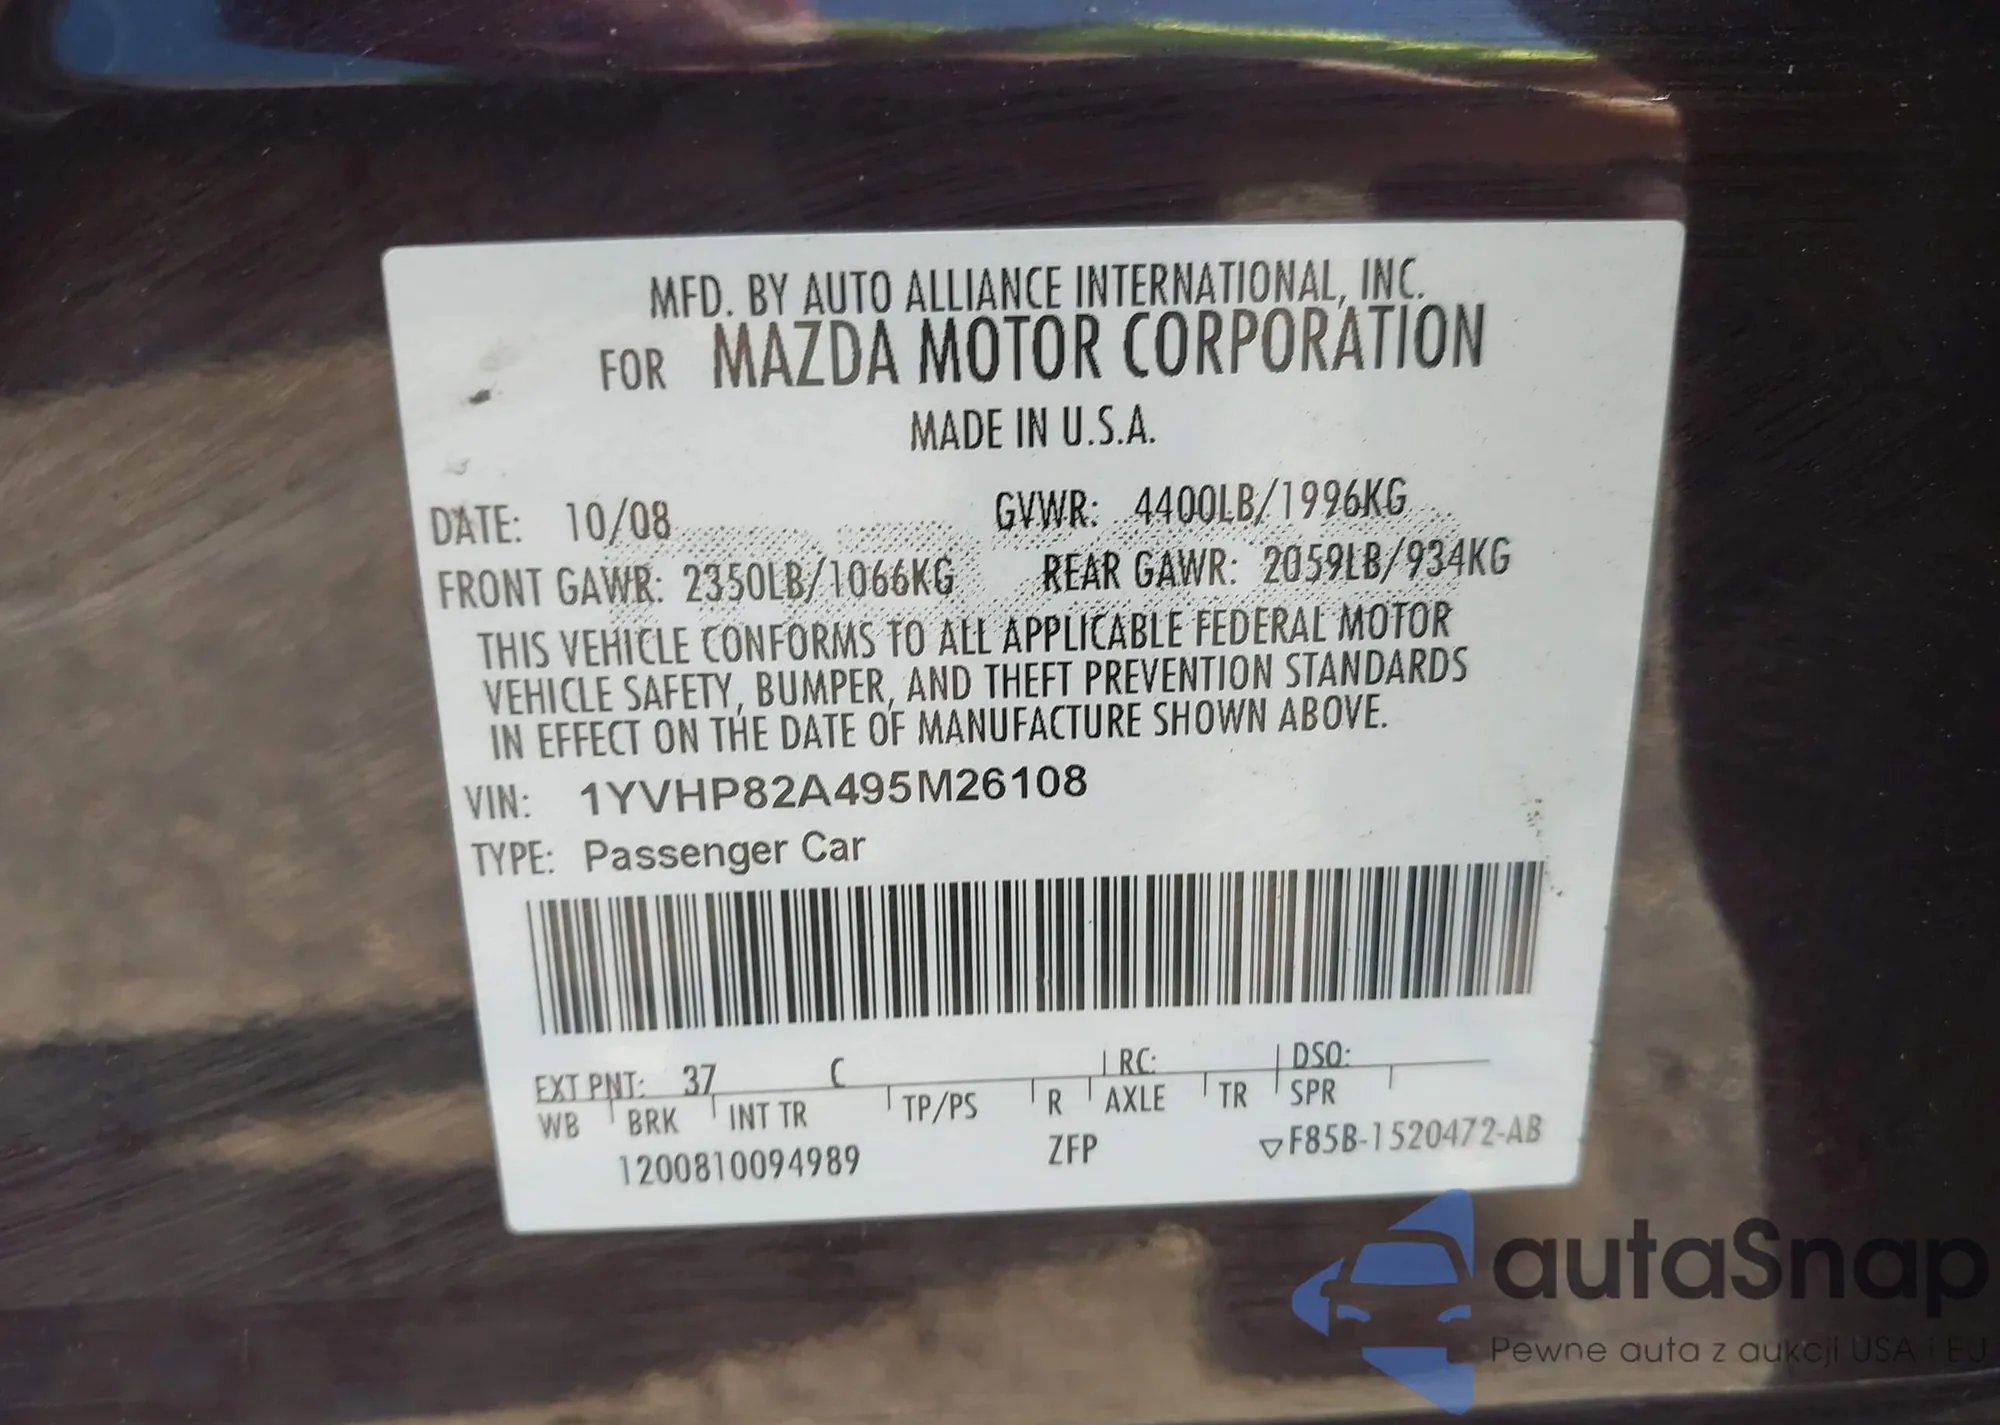 MFD. BY AUTO ALLIANCE INTERNATIONAL, INC.
FOR MAZDA MOTOR CORPORATION
MADE IN U.S.A.
DATE: 10/08 GVWR: 4400LB/1996KG
FRONT GAWR: 2350LB/1066KG REAR GAWR: 2059LB/934KG
THIS VEHICLE CONFORMS TO ALL APPLICABLE FEDERAL MOTOR
VEHICLE SAFETY, BUMPER, AND THEFT PREVENTION STANDARDS
IN EFFECT ON THE DATE OF MANUFACTURE SHOWN ABOVE.
VIN: 1YVHP82A495M26108
TYPE: Passenger Car
EXT PNT: 37 C RC: DSO:
WB BRK INT TR TP/PS R AXLE TR SPR
1200810094989 ZFP ▽F85B-1520472-AB
autaSnap
Pewne auta z aukcji USA i EU